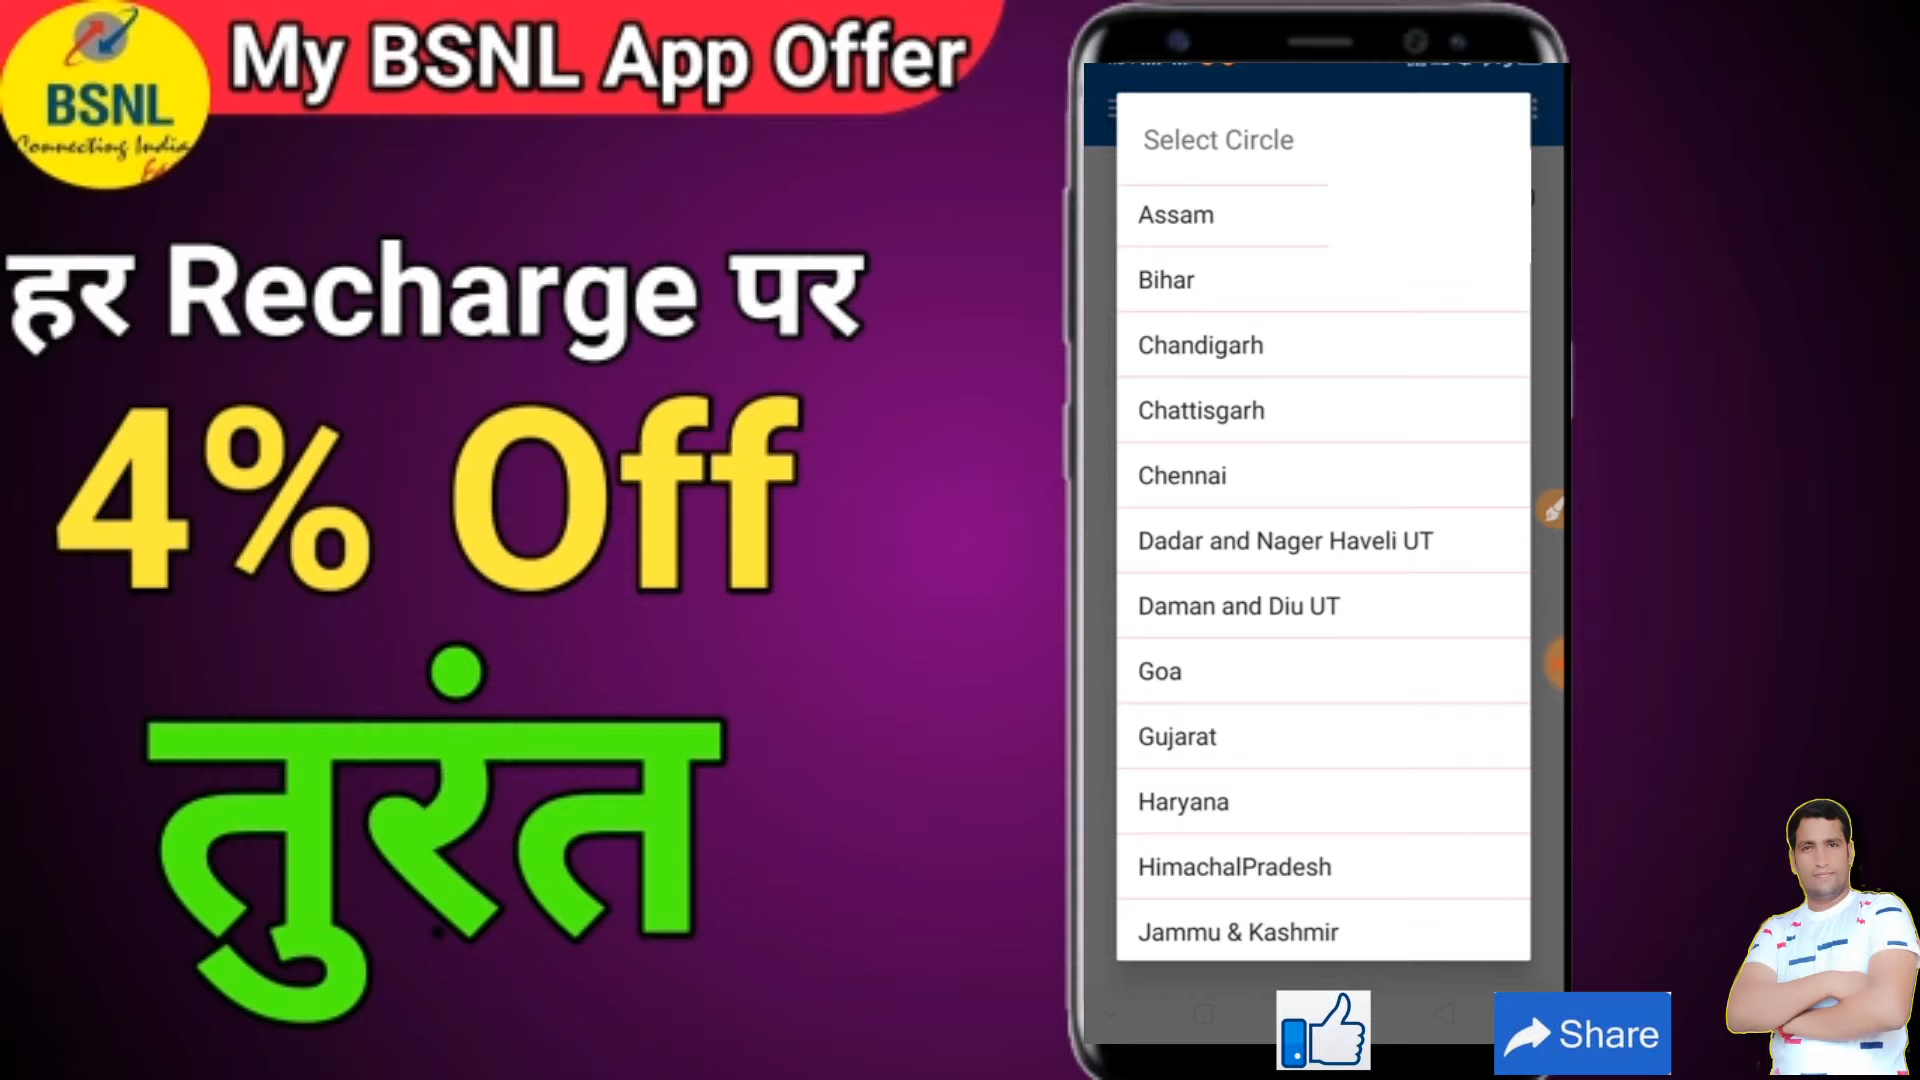 BSNL
Connecting India
My BSNL App Offer
हर Recharge पर
4% Off
तुरंत
Select Circle
Assam
Bihar
Chandigarh
Chattisgarh
Chennai
Dadar and Nager Haveli UT
Daman and Diu UT
Goa
Gujarat
Haryana
HimachalPradesh
Jammu & Kashmir
Share